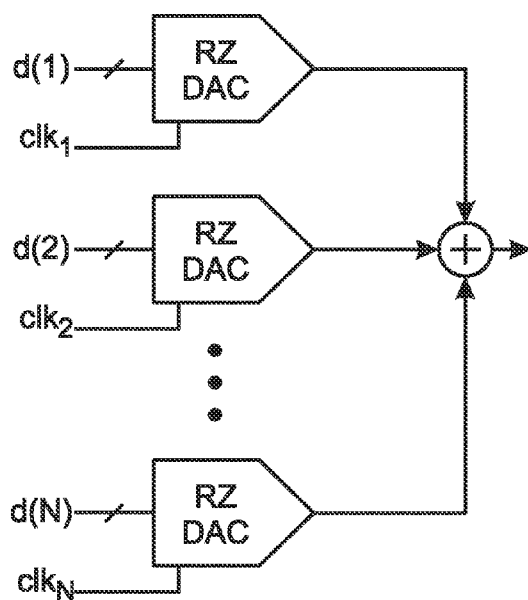 d(1)
RZ
DAC
clk1
d(2)
RZ
DAC
clk2
d(N)
RZ
DAC
clkN
+